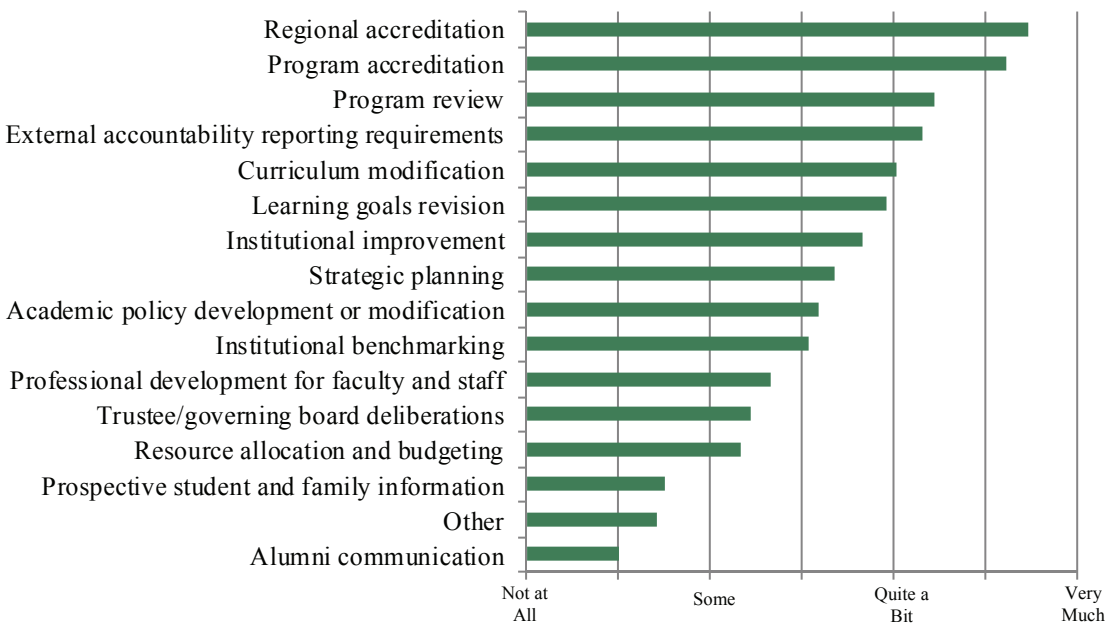 Regional accreditation
Program accreditation
Program review
External accountability reporting requirements
Curriculum modification
Learning goals revision
Institutional improvement
Strategic planning
Academic policy development or modification
Institutional benchmarking
Professional development for faculty and staff
Trustee/governing board deliberations
Resource allocation and budgeting
Prospective student and family information
Other
Alumni communication
Not at
All
Some
Quite a
Bit
Very
Much